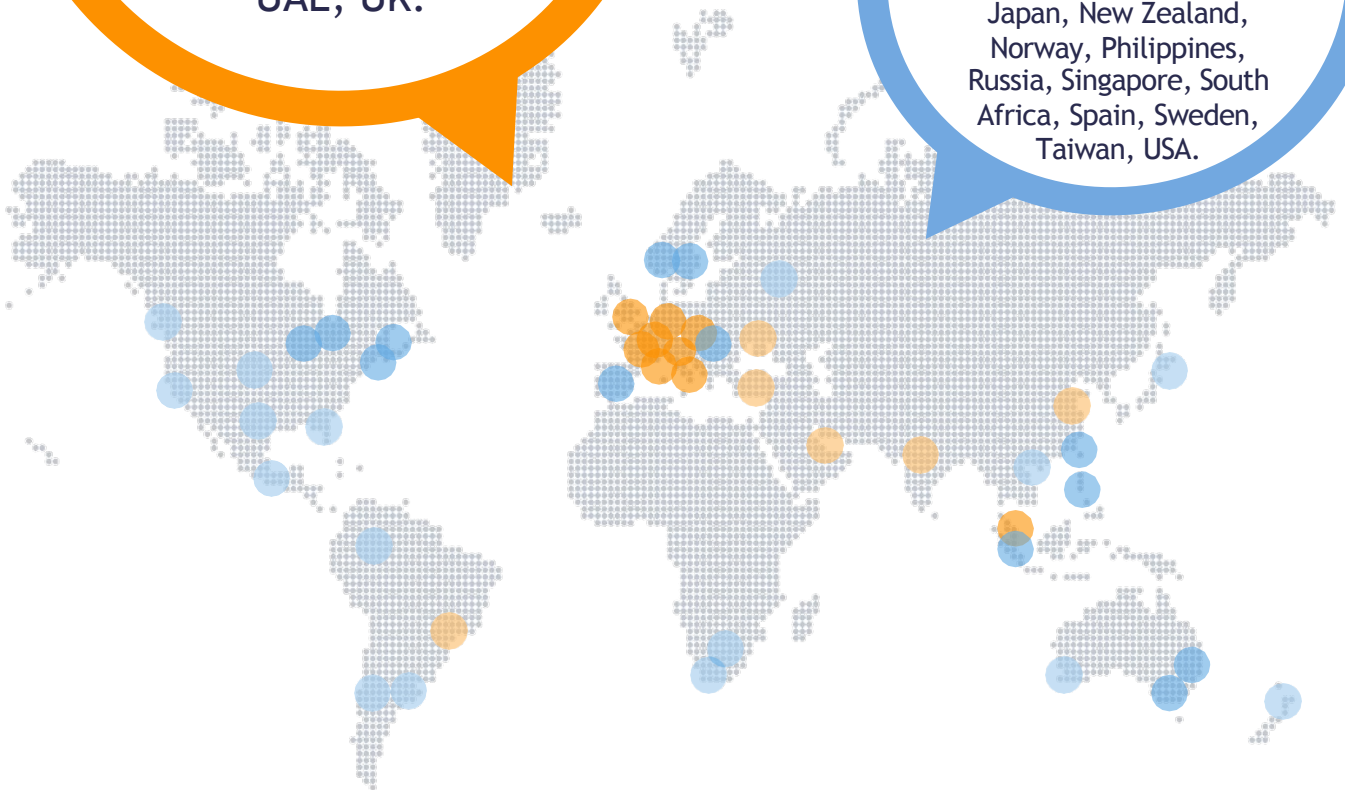 UAE, UK.
Japan, New Zealand,
Norway, Philippines,
Russia, Singapore, South
Africa, Spain, Sweden,
Taiwan, USA.